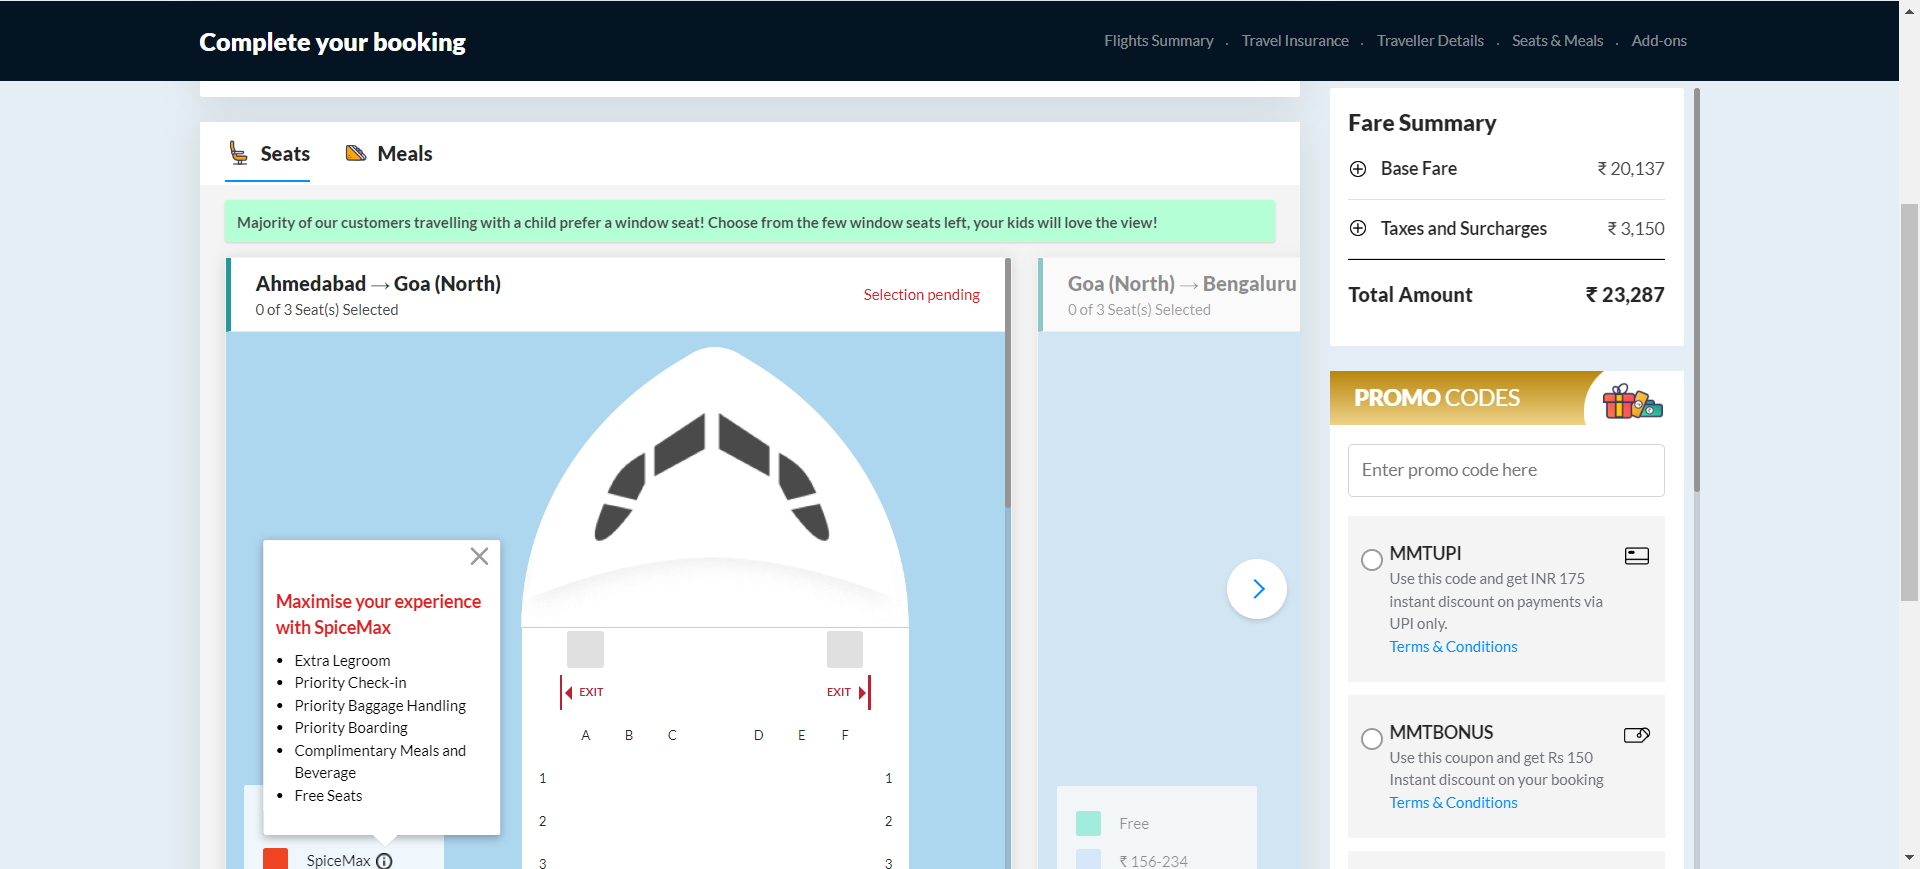 Complete your booking
Flights Summary . Travel Insurance . Traveller Details . Seats & Meals . Add-ons
Seats Meals
Majority of our customers travelling with a child prefer a window seat! Choose from the few window seats left, your kids will love the view!
Ahmedabad → Goa (North)
0 of 3 Seat(s) Selected
Selection pending
Goa (North) → Bengaluru
0 of 3 Seat(s) Selected
Maximise your experience
with SpiceMax
• Extra Legroom
• Priority Check-in
• Priority Baggage Handling
• Priority Boarding
• Complimentary Meals and
Beverage
• Free Seats
SpiceMax
EXIT EXIT
A B C D E F
1 1
2 2
3 3
Free
₹ 156-234
Fare Summary
Base Fare ₹ 20,137
Taxes and Surcharges ₹ 3,150
Total Amount ₹ 23,287
PROMO CODES
Enter promo code here
MMTUPI
Use this code and get INR 175
instant discount on payments via
UPI only.
Terms & Conditions
MMTBONUS
Use this coupon and get Rs 150
Instant discount on your booking
Terms & Conditions